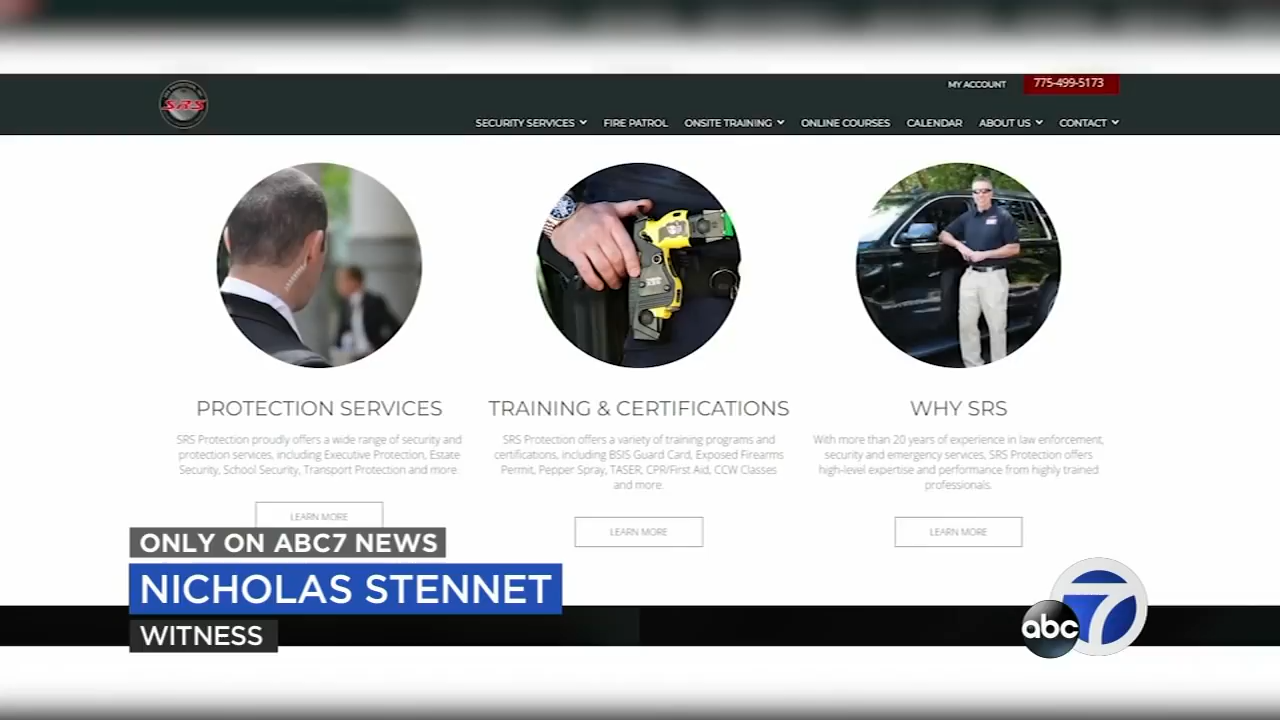 SRS
MY ACCOUNT
775-499-5173
SECURITY SERVICES
FIRE PATROL
ONSITE TRAINING
ONLINE COURSES
CALENDAR
ABOUT US
CONTACT
PROTECTION SERVICES
SRS Protection proudly offers a wide range of security and
protection services, including Executive Protection, Estate
Security, School Security, Transport Protection and more.
LEARN MORE
TRAINING & CERTIFICATIONS
SRS Protection offers a variety of training programs and
certifications, including BSIS Guard Card, Exposed Firearms
Permit, Pepper Spray, TASER, CPR/First Aid, CCW Classes
and more.
LEARN MORE
WHY SRS
With more than 20 years of experience in law enforcement,
security and emergency services, SRS Protection offers
high-level expertise and performance from highly trained
professionals.
LEARN MORE
ONLY ON ABC7 NEWS
NICHOLAS STENNET
WITNESS
abc 7